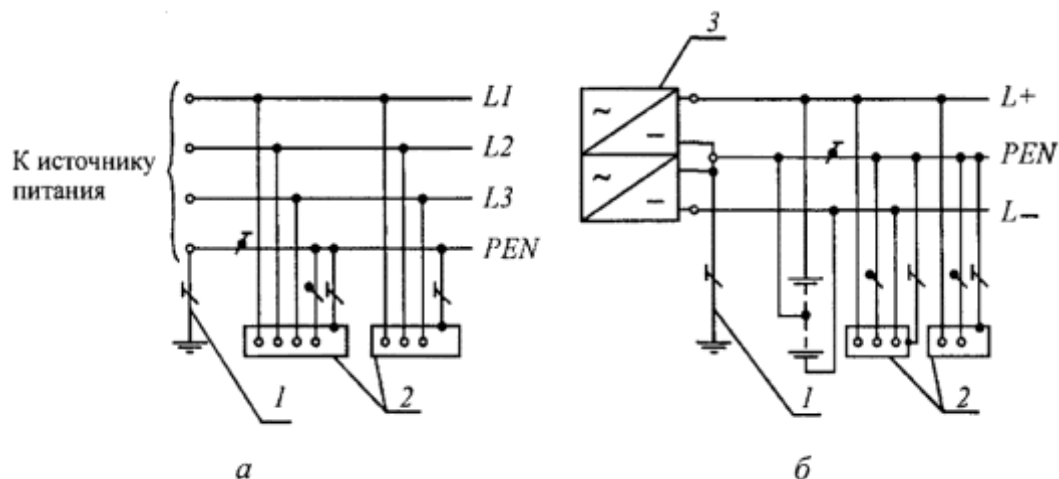 К источнику
питания
L1
L2
L3
PEN
1
2
а
3
~
–
~
–
L+
PEN
L–
1
2
б